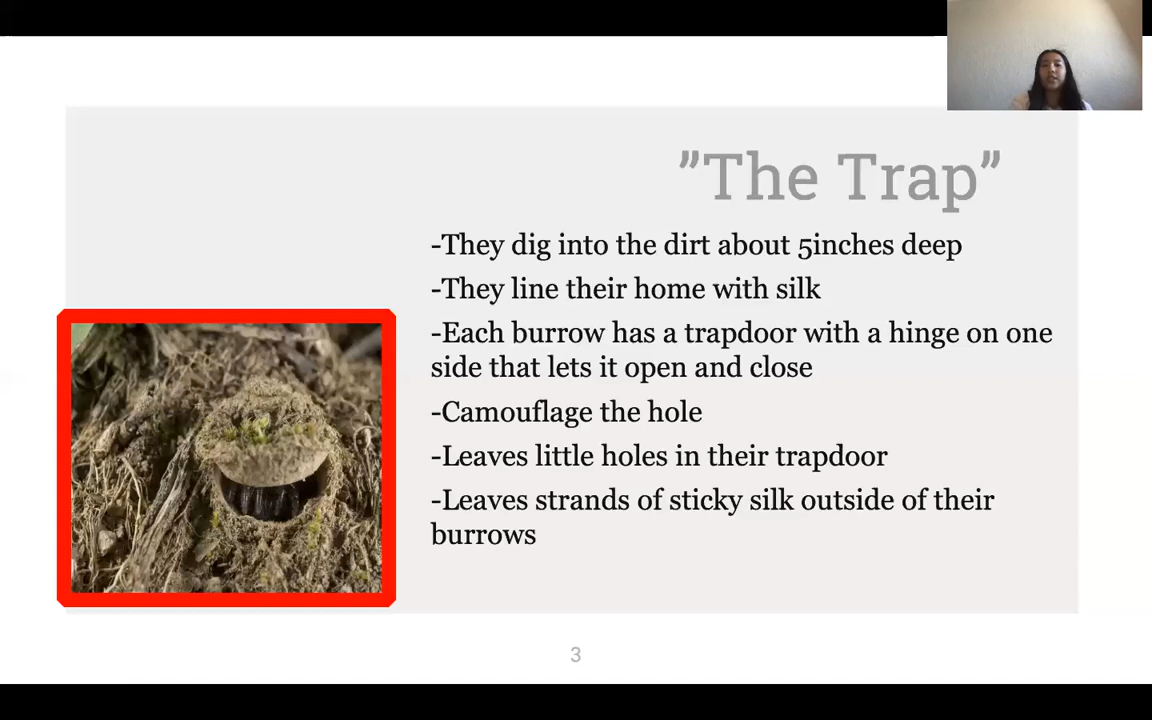 ”The Trap”
-They dig into the dirt about 5inches deep
-They line their home with silk
-Each burrow has a trapdoor with a hinge on one
side that lets it open and close
-Camouflage the hole
-Leaves little holes in their trapdoor
-Leaves strands of sticky silk outside of their
burrows
3